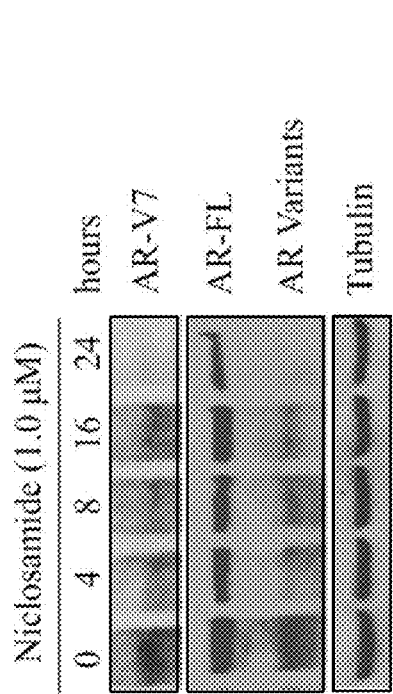 Niclosamide (1.0 μM)
0 4 8 16 24 hours
AR-V7
AR-FL
AR Variants
Tubulin